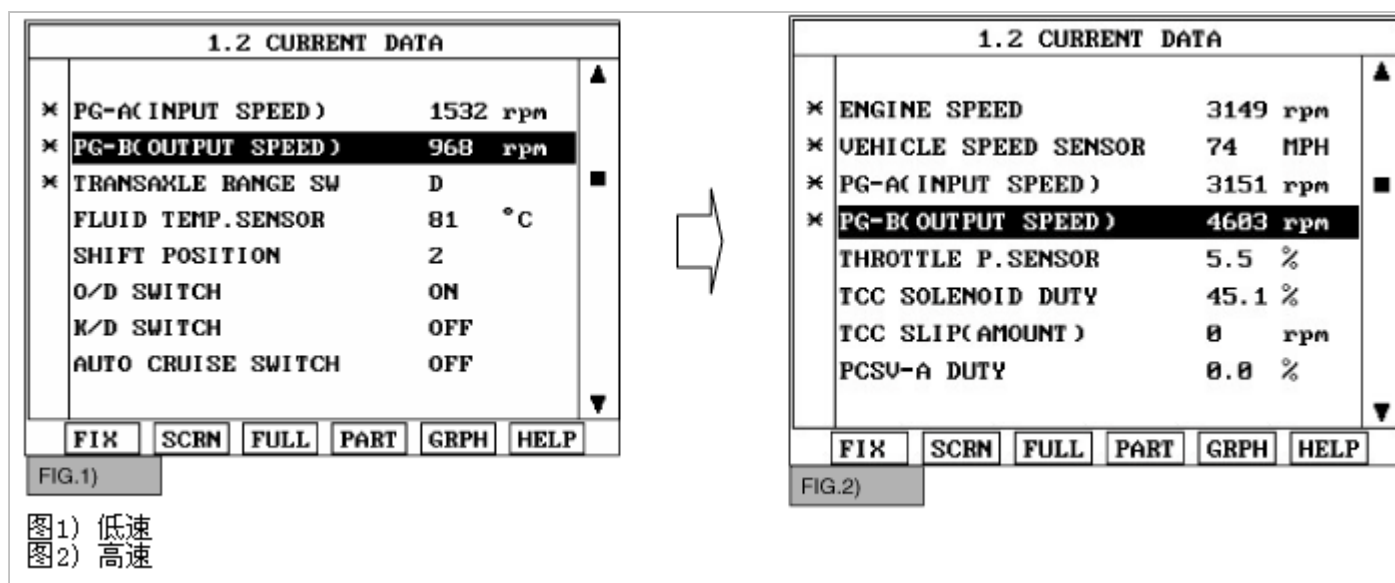 1.2 CURRENT DATA
* PG-A(INPUT SPEED) 1532 rpm
* PG-B(OUTPUT SPEED) 968 rpm
* TRANSAXLE RANGE SW D
FLUID TEMP.SENSOR 81 °C
SHIFT POSITION 2
O/D SWITCH ON
K/D SWITCH OFF
AUTO CRUISE SWITCH OFF
FIX SCRN FULL PART GRPH HELP
FIG.1)
1.2 CURRENT DATA
* ENGINE SPEED 3149 rpm
* VEHICLE SPEED SENSOR 74 MPH
* PG-A(INPUT SPEED) 3151 rpm
* PG-B(OUTPUT SPEED) 4603 rpm
THROTTLE P.SENSOR 5.5 %
TCC SOLENOID DUTY 45.1 %
TCC SLIP(AMOUNT) 0 rpm
PCSV-A DUTY 0.0 %
FIX SCRN FULL PART GRPH HELP
FIG.2)
图1) 低速
图2) 高速